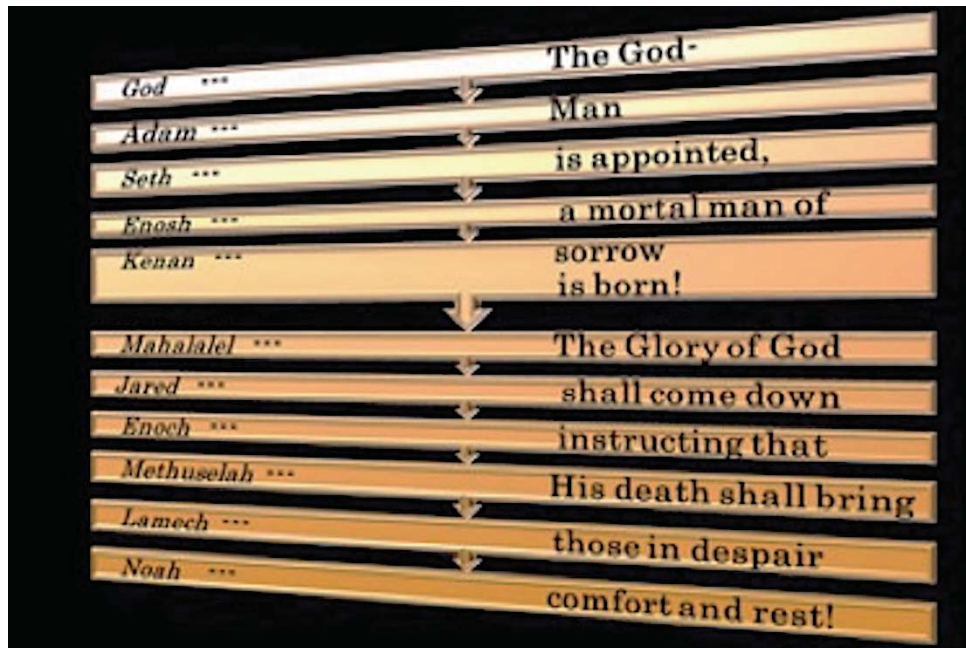 God --- The God-
Adam --- Man
Seth --- is appointed,
Enosh --- a mortal man of
Kenan --- sorrow
is born!
Mahalalel --- The Glory of God
Jared --- shall come down
Enoch --- instructing that
Methuselah --- His death shall bring
Lamech --- those in despair
Noah --- comfort and rest!